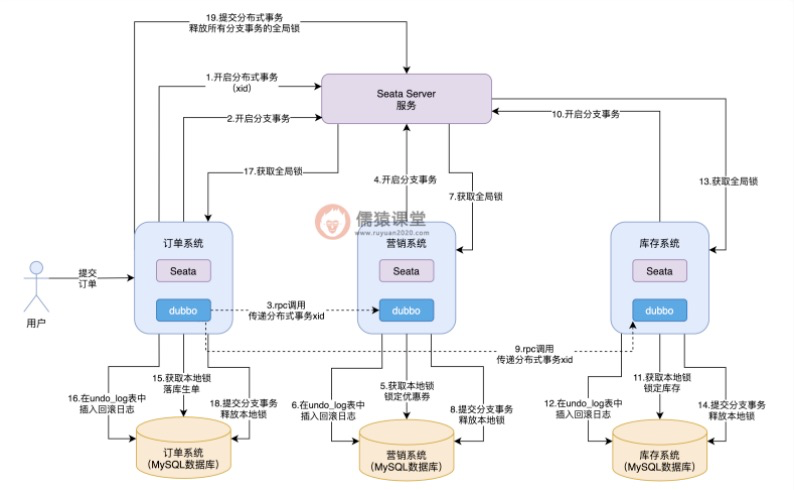 19.提交分布式事务
释放所有分支事务的全局锁
1.开启分布式事务
(xid)
Seata Server
服务
2.开启分支事务
10.开启分支事务
17.获取全局锁
4.开启分支事务
7.获取全局锁
13.获取全局锁
儒猿课堂
www.ruyuan2020.com
订单系统
Seata
dubbo
营销系统
Seata
dubbo
库存系统
Seata
dubbo
提交
订单
用户
3.rpc调用
传递分布式事务xid
9.rpc调用
传递分布式事务xid
16.在undo_log表中
插入回滚日志
15.获取本地锁
落库生单
18.提交分支事务
释放本地锁
6.在undo_log表中
插入回滚日志
5.获取本地锁
锁定优惠券
8.提交分支事务
释放本地锁
12.在undo_log表中
插入回滚日志
11.获取本地锁
锁定库存
14.提交分支事务
释放本地锁
订单系统
（MySQL数据库）
营销系统
（MySQL数据库）
库存系统
（MySQL数据库）